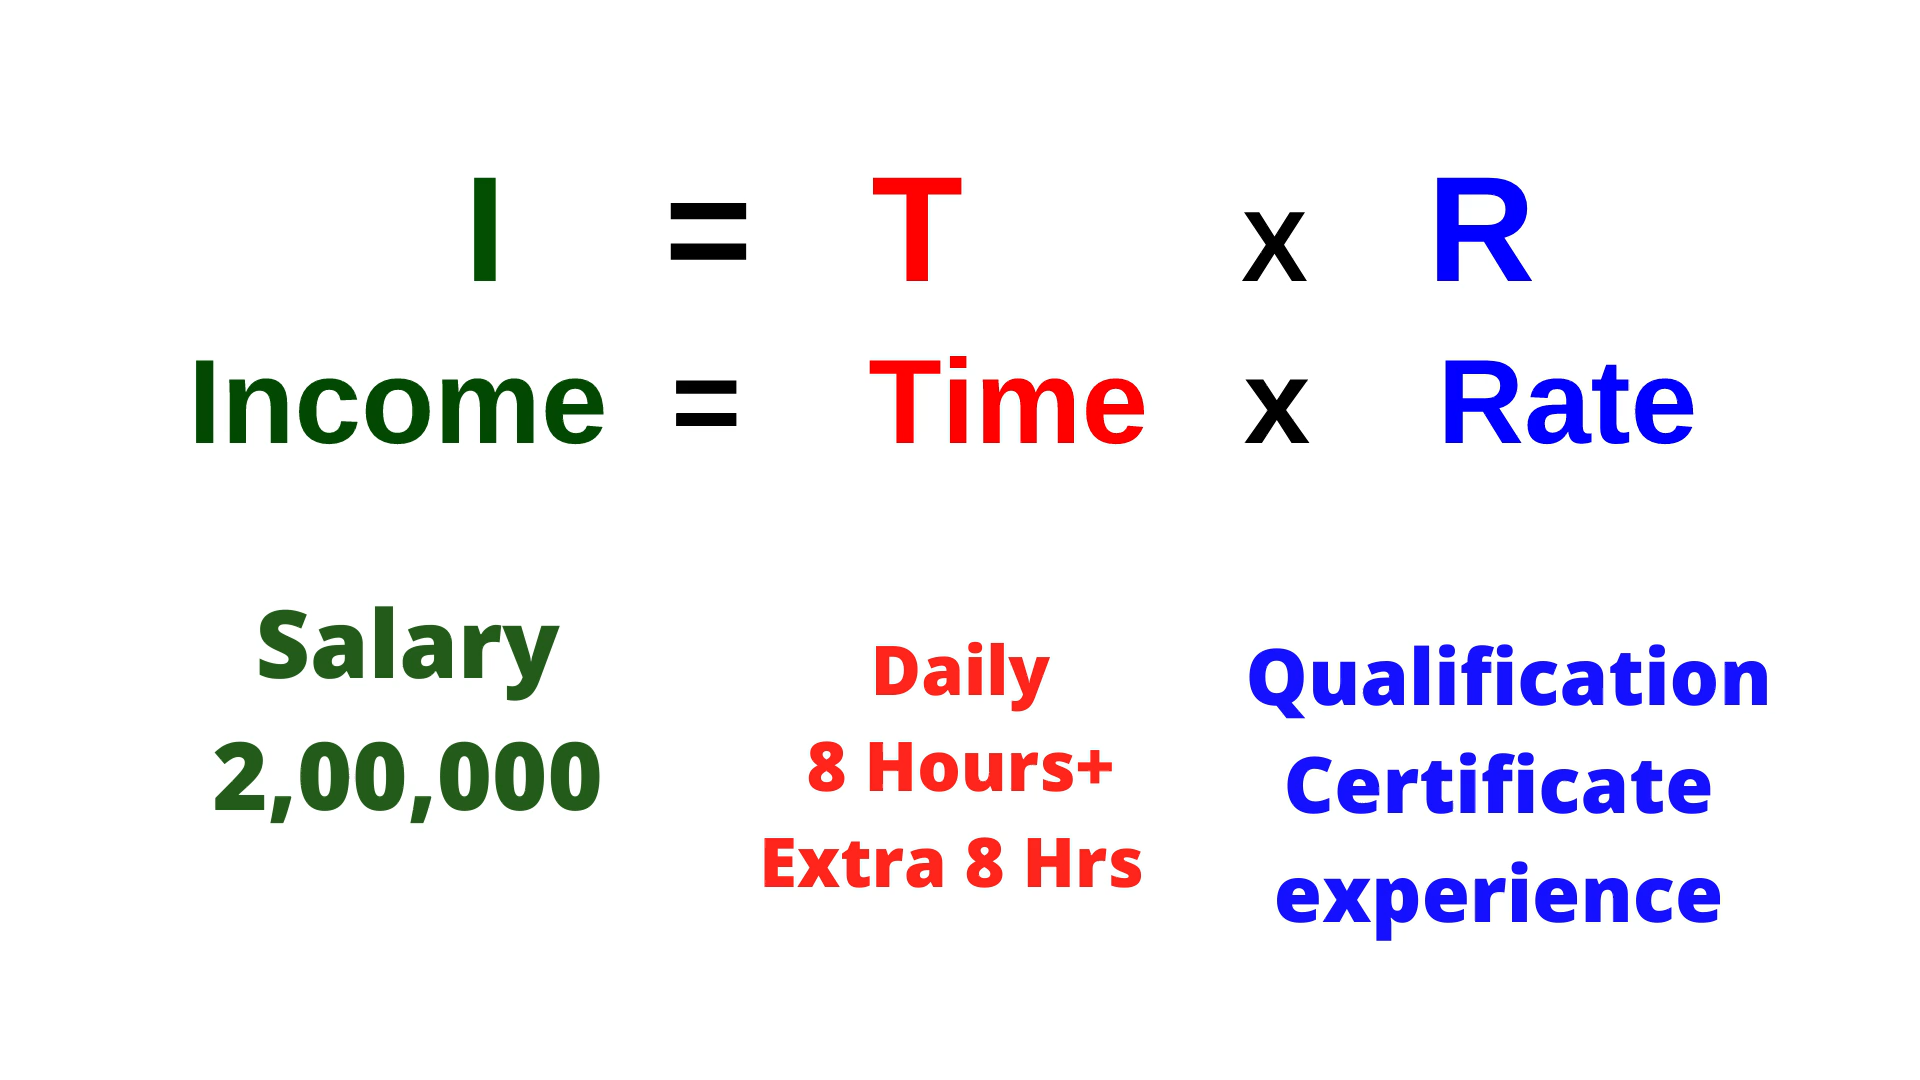 I = T x R
Income = Time x Rate
Salary
2,00,000
Daily
8 Hours+
Extra 8 Hrs
Qualification
Certificate
experience